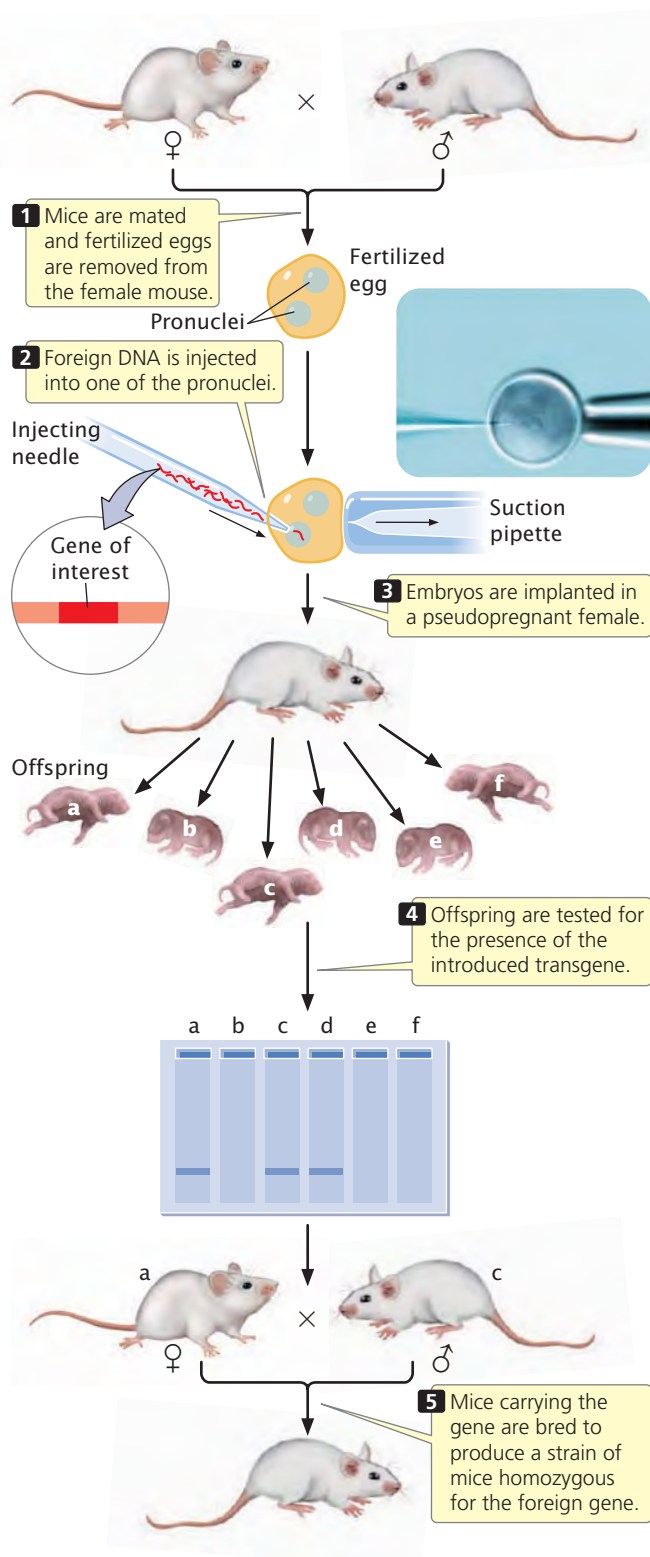 ×
♀
♂
1 Mice are mated
and fertilized eggs
are removed from
the female mouse.
Fertilized
egg
Pronuclei
2 Foreign DNA is injected
into one of the pronuclei.
Injecting
needle
Suction
pipette
Gene of
interest
3 Embryos are implanted in
a pseudopregnant female.
Offspring
a
b
c
d
e
f
4 Offspring are tested for
the presence of the
introduced transgene.
a b c d e f
a
c
×
♀
♂
5 Mice carrying the
gene are bred to
produce a strain of
mice homozygous
for the foreign gene.